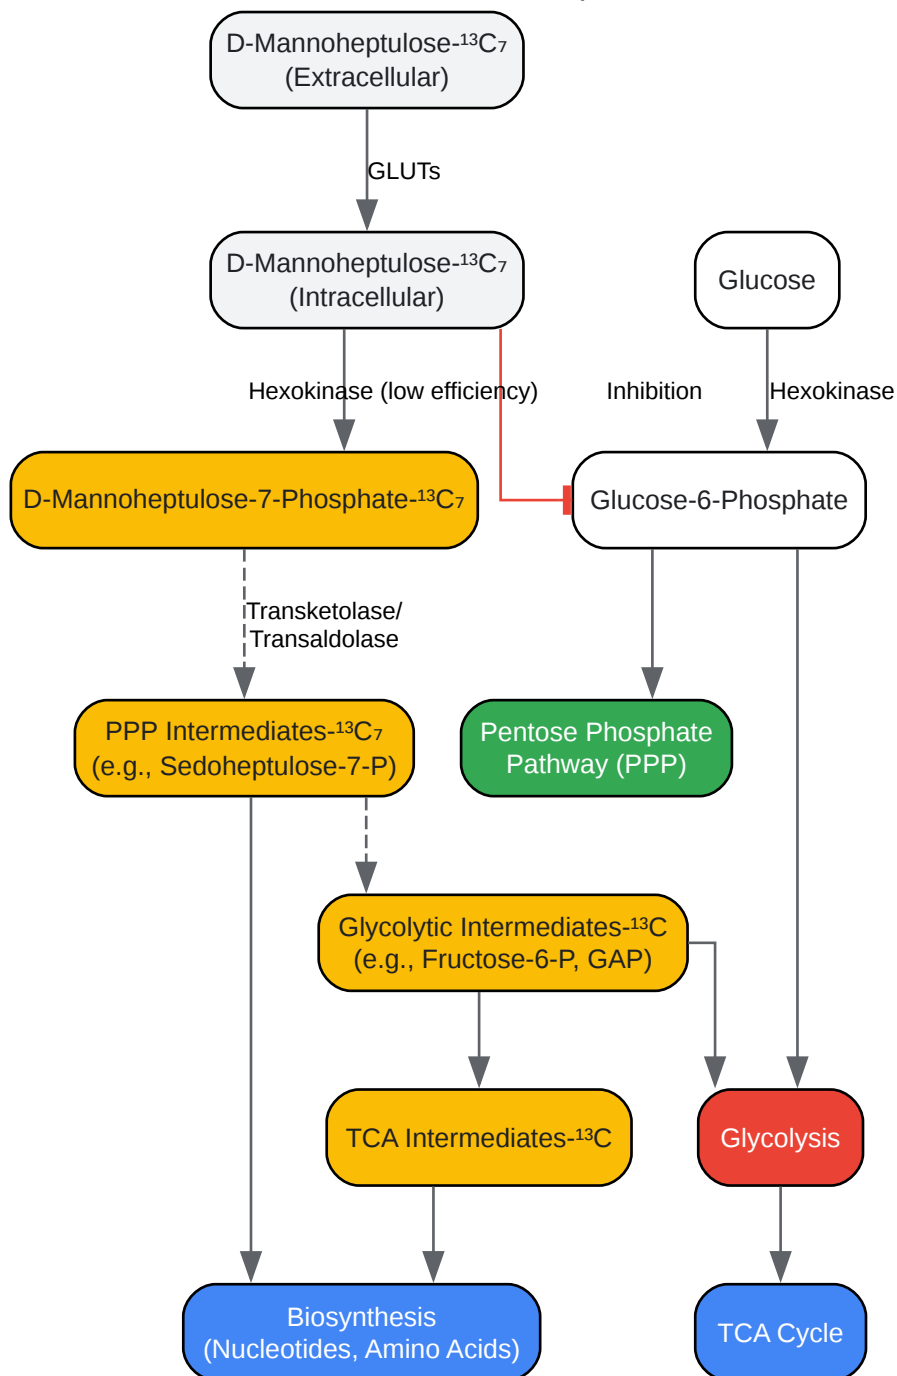 D-Mannoheptulose-¹³C₇
(Extracellular)
GLUTs
D-Mannoheptulose-¹³C₇
(Intracellular)
Glucose
Hexokinase (low efficiency)
Inhibition
Hexokinase
D-Mannoheptulose-7-Phosphate-¹³C₇
Glucose-6-Phosphate
Transketolase/
Transaldolase
PPP Intermediates-¹³C₇
(e.g., Sedoheptulose-7-P)
Pentose Phosphate
Pathway (PPP)
Glycolytic Intermediates-¹³C
(e.g., Fructose-6-P, GAP)
TCA Intermediates-¹³C
Glycolysis
Biosynthesis
(Nucleotides, Amino Acids)
TCA Cycle